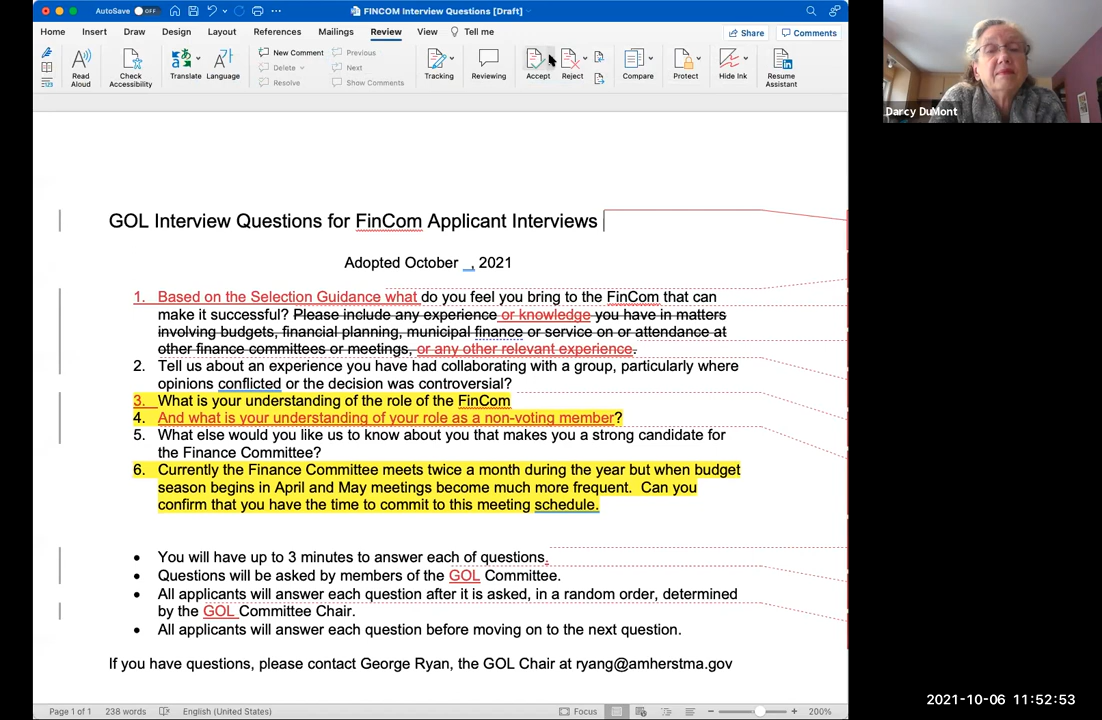 AutoSave OFF FINCOM Interview Questions [Draft]
Home Insert Draw Design Layout References Mailings Review View Tell me Share Comments
New Comment Previous
Delete Next
Resolve Show Comments
Read Aloud Check Accessibility Translate Language Tracking Reviewing Accept Reject Compare Protect Hide Ink Resume Assistant
Darcy DuMont
GOL Interview Questions for FinCom Applicant Interviews
Adopted October _, 2021
1. Based on the Selection Guidance what do you feel you bring to the FinCom that can
make it successful? Please include any experience or knowledge you have in matters
involving budgets, financial planning, municipal finance or service on or attendance at
other finance committees or meetings, or any other relevant experience.
2. Tell us about an experience you have had collaborating with a group, particularly where
opinions conflicted or the decision was controversial?
3. What is your understanding of the role of the FinCom
4. And what is your understanding of your role as a non-voting member?
5. What else would you like us to know about you that makes you a strong candidate for
the Finance Committee?
6. Currently the Finance Committee meets twice a month during the year but when budget
season begins in April and May meetings become much more frequent. Can you
confirm that you have the time to commit to this meeting schedule.
• You will have up to 3 minutes to answer each of questions.
• Questions will be asked by members of the GOL Committee.
• All applicants will answer each question after it is asked, in a random order, determined
by the GOL Committee Chair.
• All applicants will answer each question before moving on to the next question.
If you have questions, please contact George Ryan, the GOL Chair at ryang@amherstma.gov
2021-10-06 11:52:53
Page 1 of 1 238 words English (United States) Focus 200%